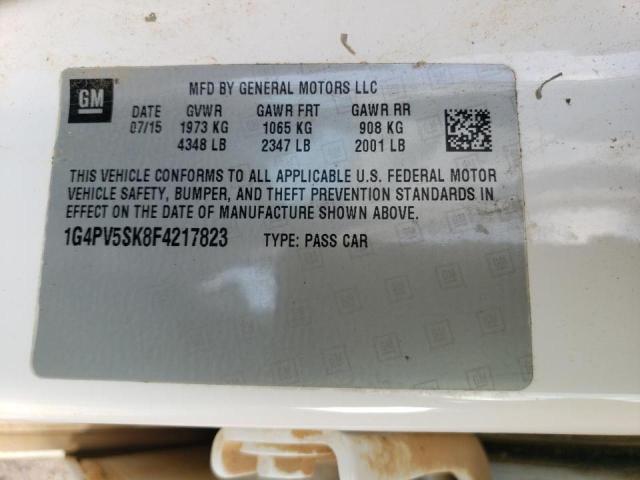 GM
MFD BY GENERAL MOTORS LLC
DATE GVWR GAWR FRT GAWR RR
07/15 1973 KG 1065 KG 908 KG
4348 LB 2347 LB 2001 LB
THIS VEHICLE CONFORMS TO ALL APPLICABLE U.S. FEDERAL MOTOR
VEHICLE SAFETY, BUMPER, AND THEFT PREVENTION STANDARDS IN
EFFECT ON THE DATE OF MANUFACTURE SHOWN ABOVE.
1G4PV5SK8F4217823 TYPE: PASS CAR